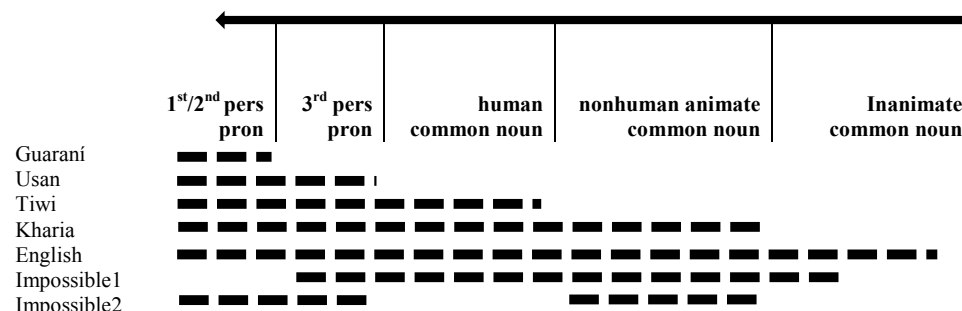 1st/2nd pers 3rd pers human nonhuman animate Inanimate
pron pron common noun common noun common noun
Guaraní
Usan
Tiwi
Kharia
English
Impossible1
Impossible2